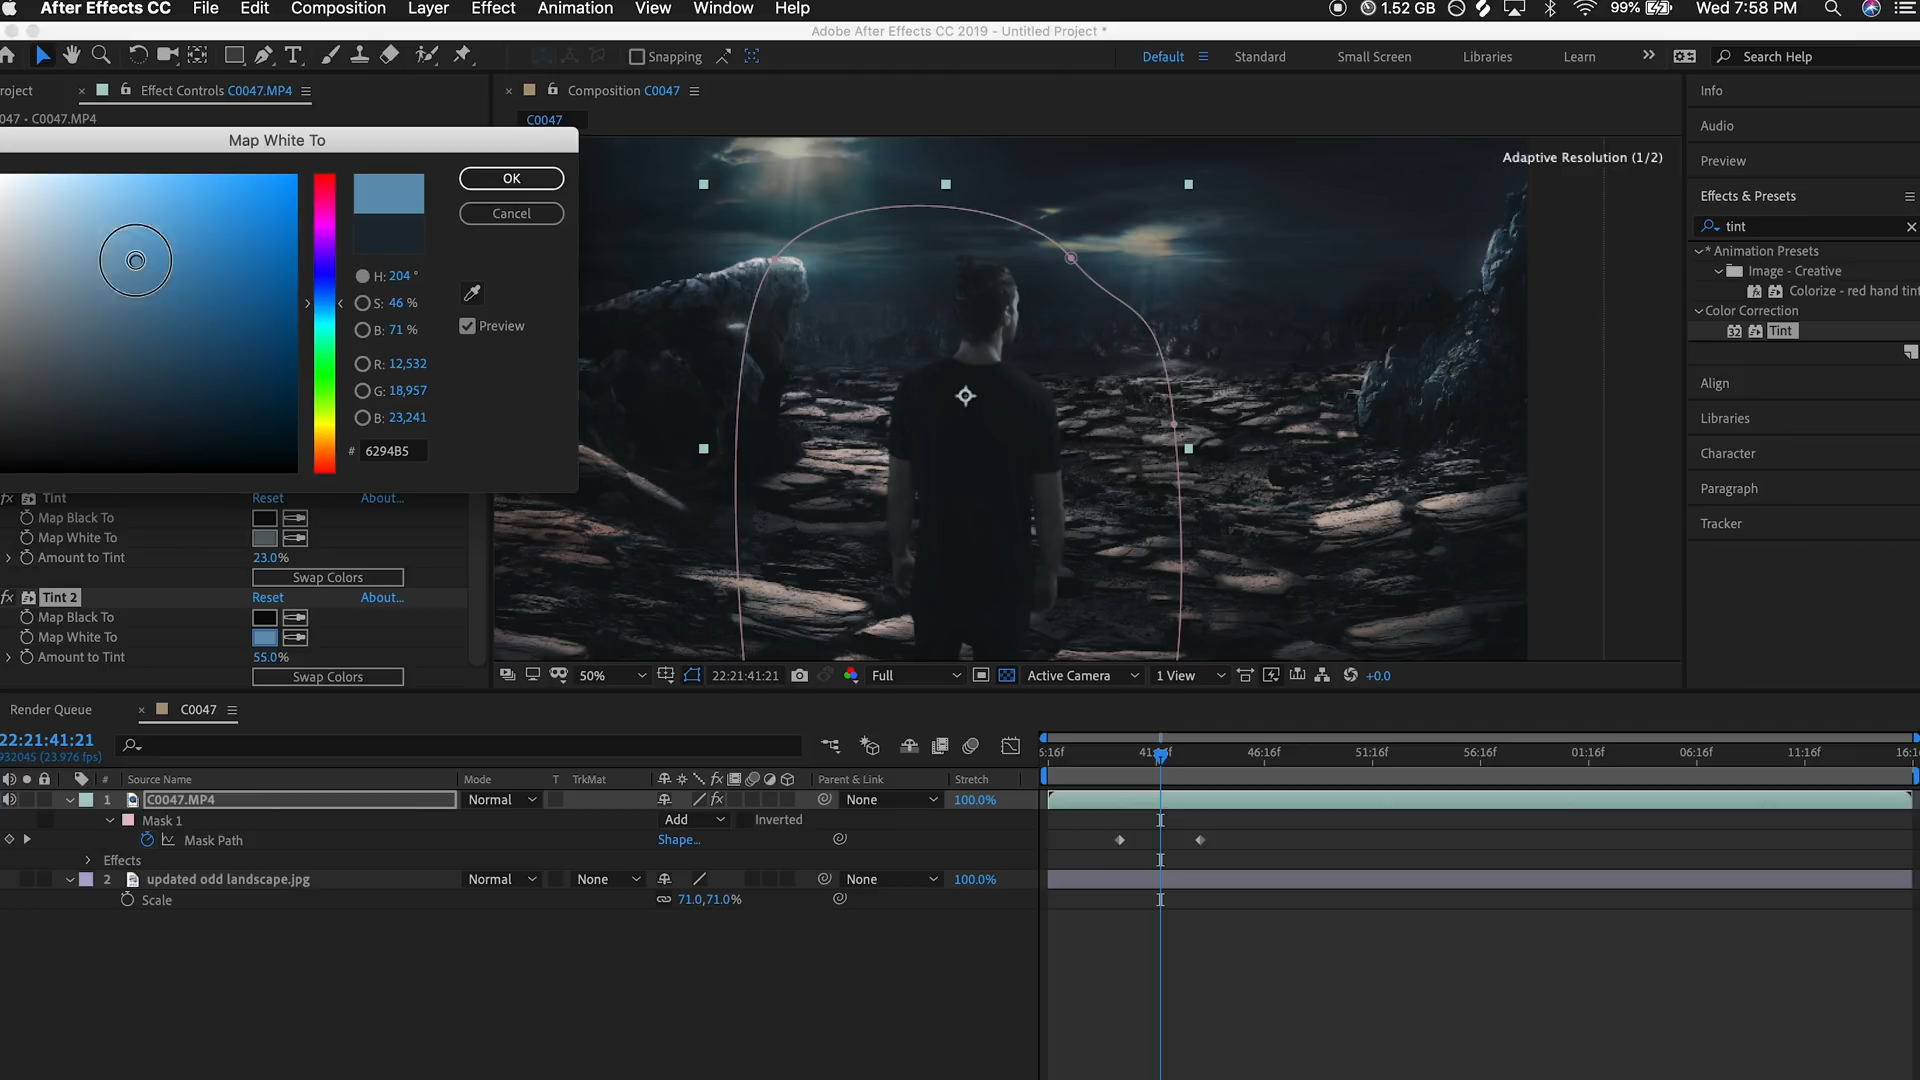 After Effects CC File Edit Composition Layer Effect Animation View Window Help 1.52 GB 99% Wed 7:58 PM
Adobe After Effects CC 2019 - Untitled Project *
Snapping Default Standard Small Screen Libraries Learn Search Help
roject Effect Controls C0047.MP4 Composition C0047 Info
047 • C0047.MP4 C0047 Audio
Map White To
Adaptive Resolution (1/2) Preview
OK
Cancel
Effects & Presets
tint
H: 204 °
S: 46 %
B: 71 %
R: 12,532
G: 18,957
B: 23,241
# 6294B5
Preview
* Animation Presets
Image - Creative
Colorize - red hand tint
Color Correction
32 Tint
Align
Libraries
Character
Paragraph
Tracker
fx Tint Reset About...
Map Black To
Map White To
Amount to Tint 23.0%
Swap Colors
fx Tint 2 Reset About...
Map Black To
Map White To
Amount to Tint 55.0%
Swap Colors
50% 22:21:41:21 Full Active Camera 1 View +0.0
Render Queue C0047
22:21:41:21
932045 (23.976 fps)
5:16f 41: f 46:16f 51:16f 56:16f 01:16f 06:16f 11:16f 16:1
# Source Name Mode T TrkMat fx Parent & Link Stretch
1 C0047.MP4 Normal fx None 100.0%
Mask 1 Add Inverted
Mask Path Shape...
Effects
2 updated odd landscape.jpg Normal None None 100.0%
Scale 71.0,71.0%